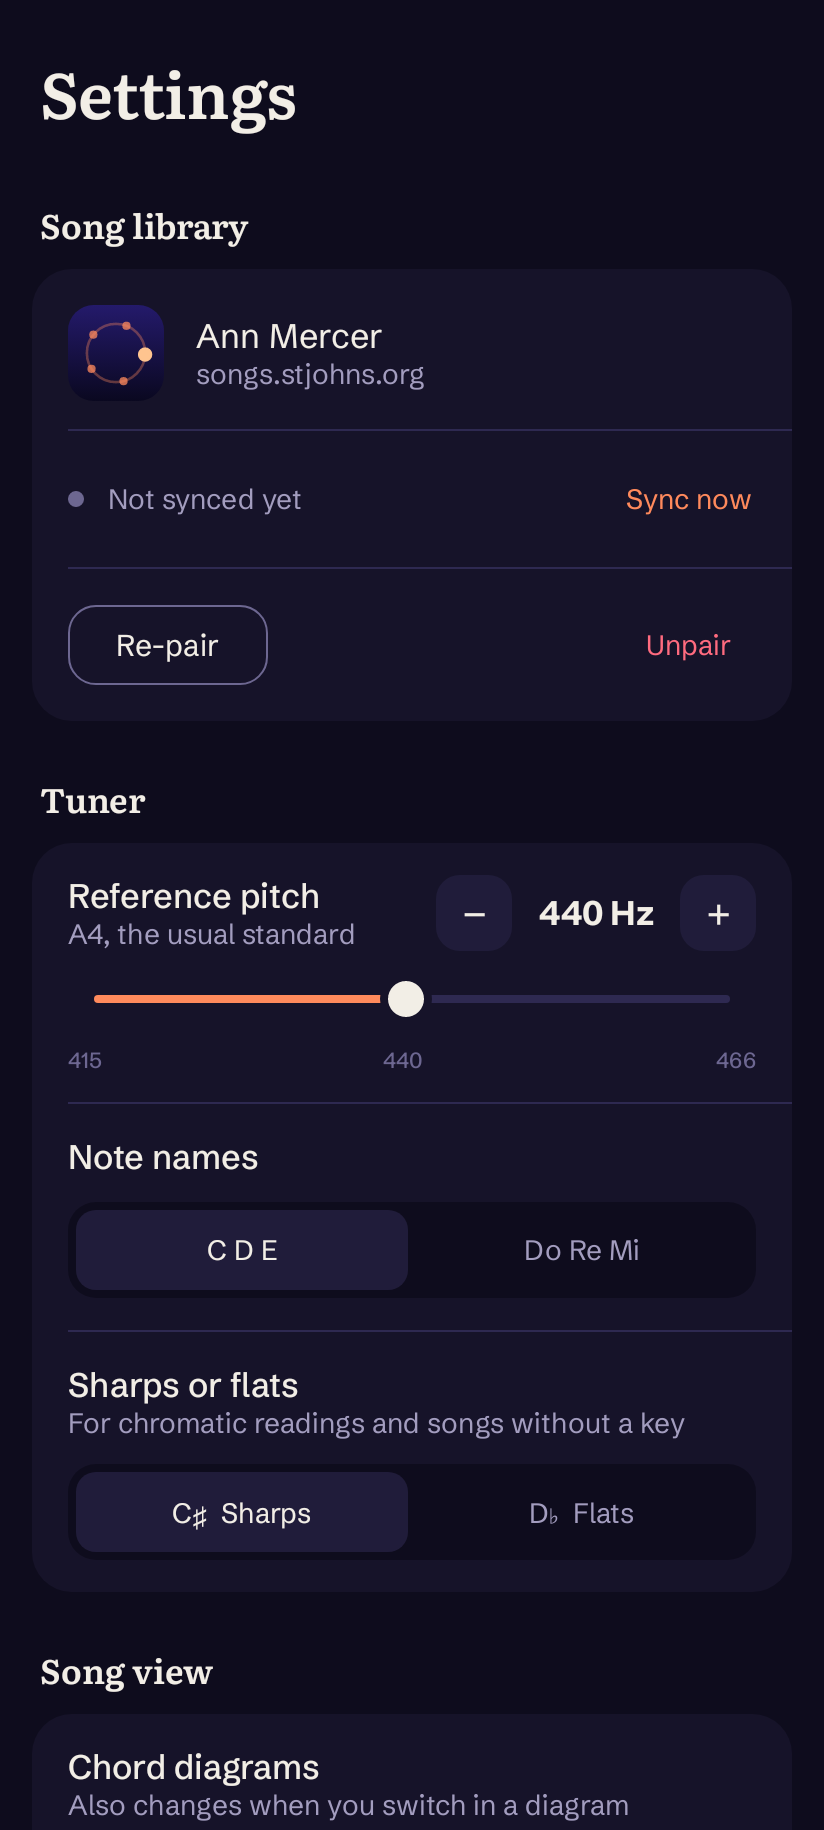 Settings
Song library
Ann Mercer
songs.stjohns.org
Not synced yet Sync now
Re-pair Unpair
Tuner
Reference pitch
A4, the usual standard
− 440 Hz +
415 440 466
Note names
C D E Do Re Mi
Sharps or flats
For chromatic readings and songs without a key
C♯ Sharps D♭ Flats
Song view
Chord diagrams
Also changes when you switch in a diagram